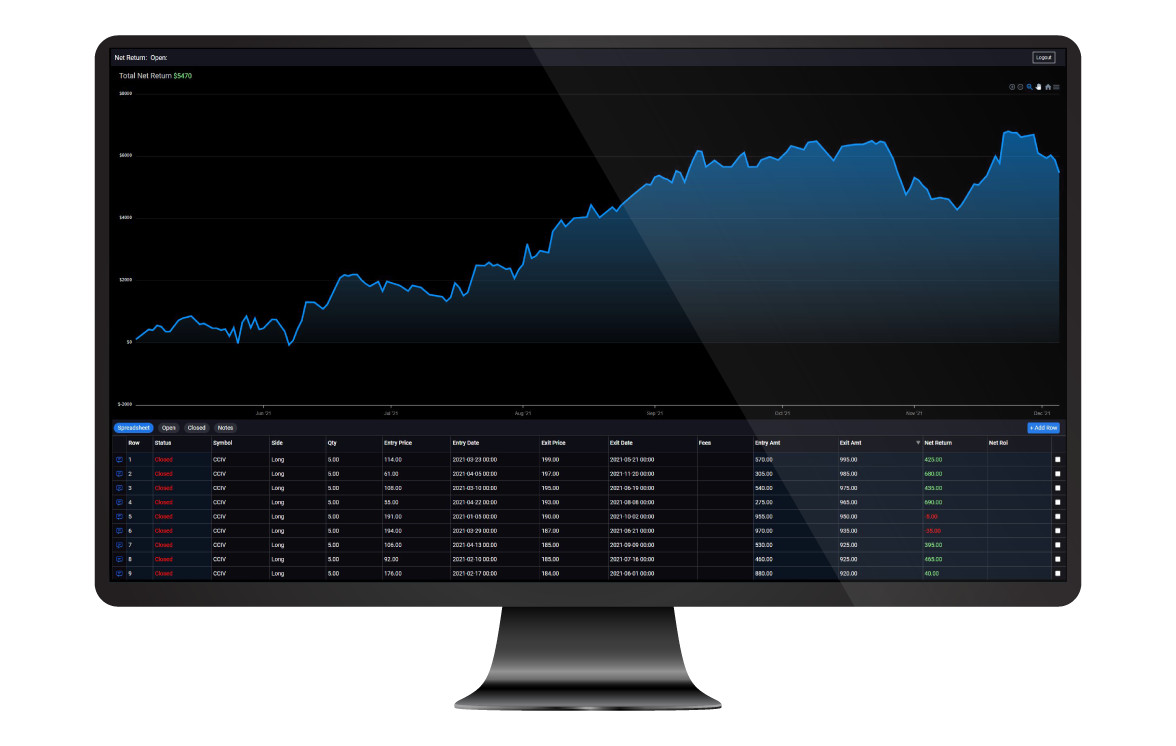 Net Return: Open: Logout
Total Net Return $5470
$8000
$6000
$4000
$2000
$0
$-2000
Jun '21 Jul '21 Aug '21 Sep '21 Oct '21 Nov '21 Dec '21
Spreadsheet Open Closed Notes + Add Row
Row Status Symbol Side Qty Entry Price Entry Date Exit Price Exit Date Fees Entry Amt Exit Amt Net Return Net RoI
1 Closed CCIV Long 5.00 114.00 2021-03-23 00:00 199.00 2021-05-21 00:00 570.00 995.00 425.00
2 Closed CCIV Long 5.00 61.00 2021-04-05 00:00 197.00 2021-11-20 00:00 305.00 985.00 680.00
3 Closed CCIV Long 5.00 108.00 2021-03-10 00:00 195.00 2021-06-19 00:00 540.00 975.00 435.00
4 Closed CCIV Long 5.00 55.00 2021-04-22 00:00 193.00 2021-08-08 00:00 275.00 965.00 690.00
5 Closed CCIV Long 5.00 191.00 2021-01-05 00:00 190.00 2021-10-02 00:00 955.00 950.00 -5.00
6 Closed CCIV Long 5.00 194.00 2021-03-29 00:00 187.00 2021-06-21 00:00 970.00 935.00 -35.00
7 Closed CCIV Long 5.00 106.00 2021-04-13 00:00 185.00 2021-09-09 00:00 530.00 925.00 395.00
8 Closed CCIV Long 5.00 92.00 2021-02-10 00:00 185.00 2021-07-16 00:00 460.00 925.00 465.00
9 Closed CCIV Long 5.00 176.00 2021-02-17 00:00 184.00 2021-06-01 00:00 880.00 920.00 40.00